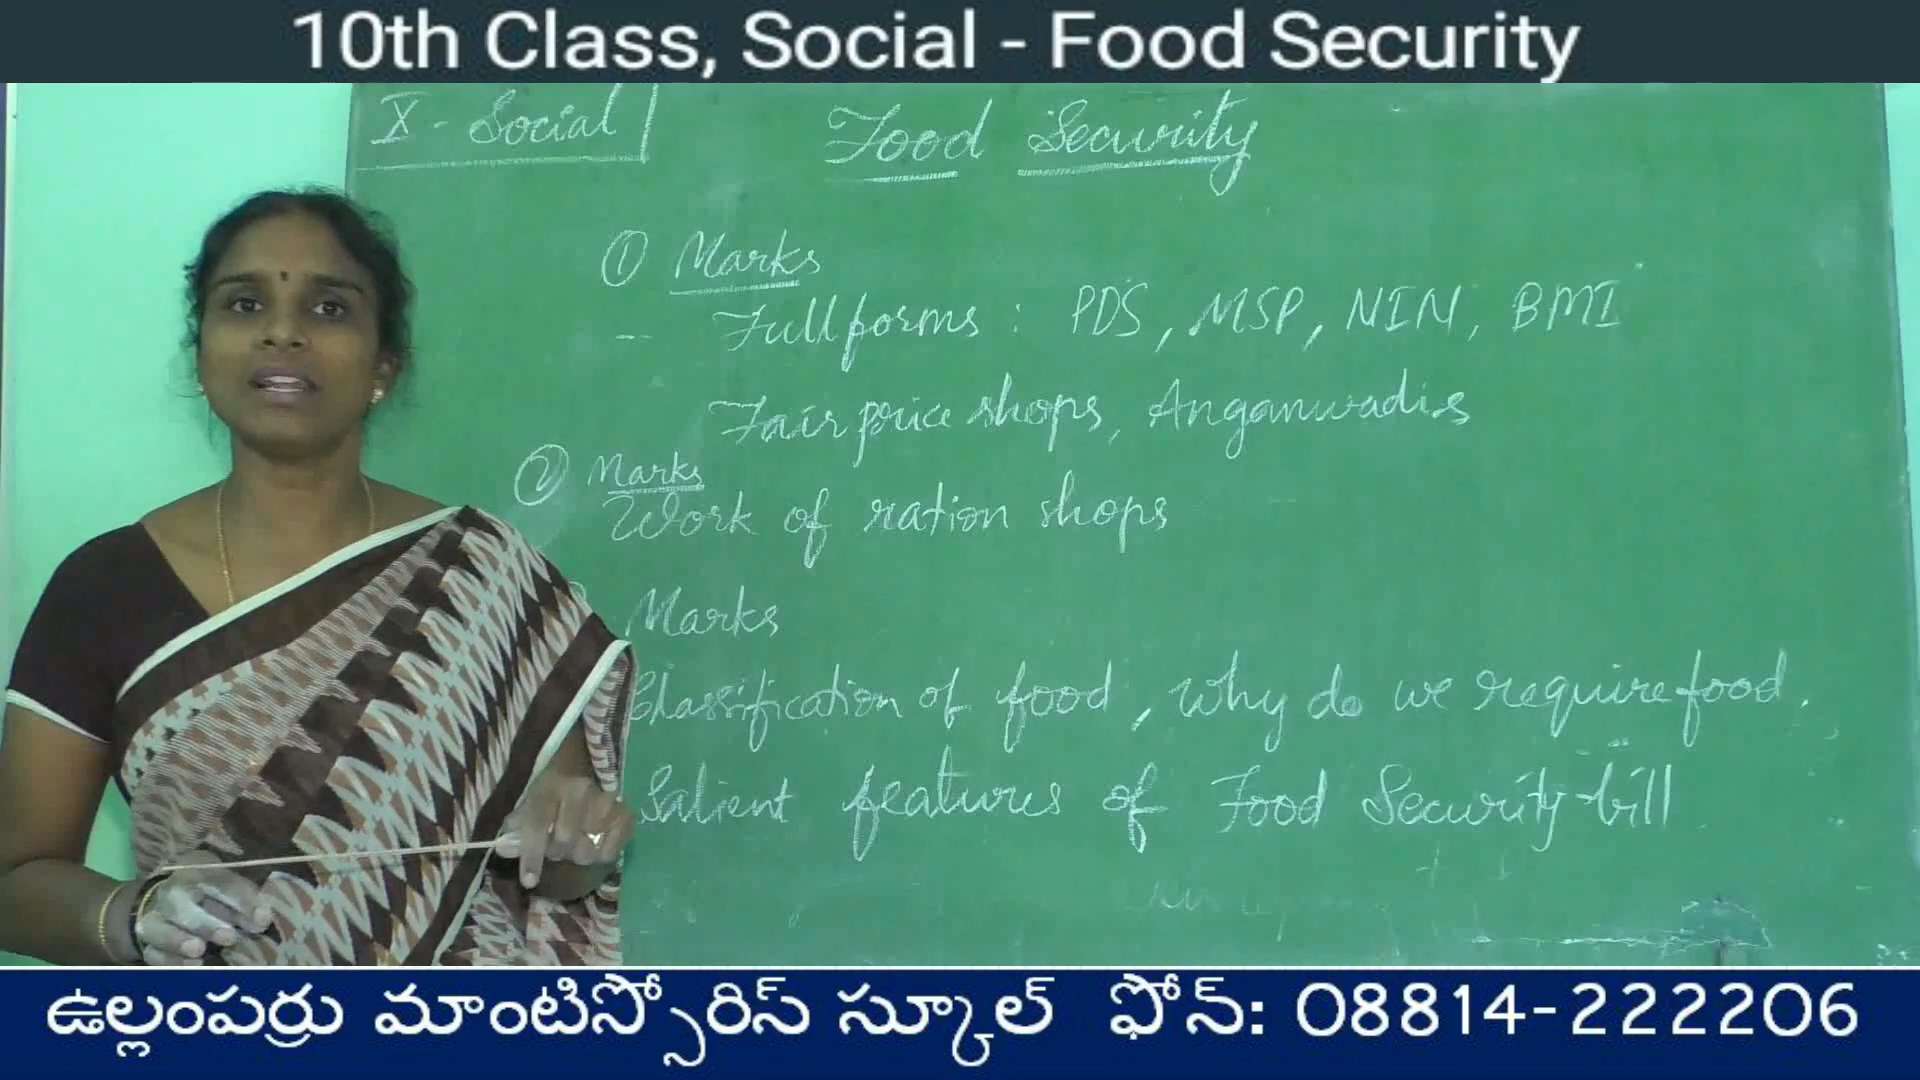 10th Class, Social - Food Security
X - Social
Food Security
① Marks
-- Full forms : PDS, MSP, NIN, BMI
Fair price shops, Anganwadis
② Marks
Work of ration shops
Marks
Classification of food, why do we require food.
Salient features of Food Security bill
ఉల్లంపర్రు మాంటిస్సోరిస్ స్కూల్ ఫోన్: 08814-222206